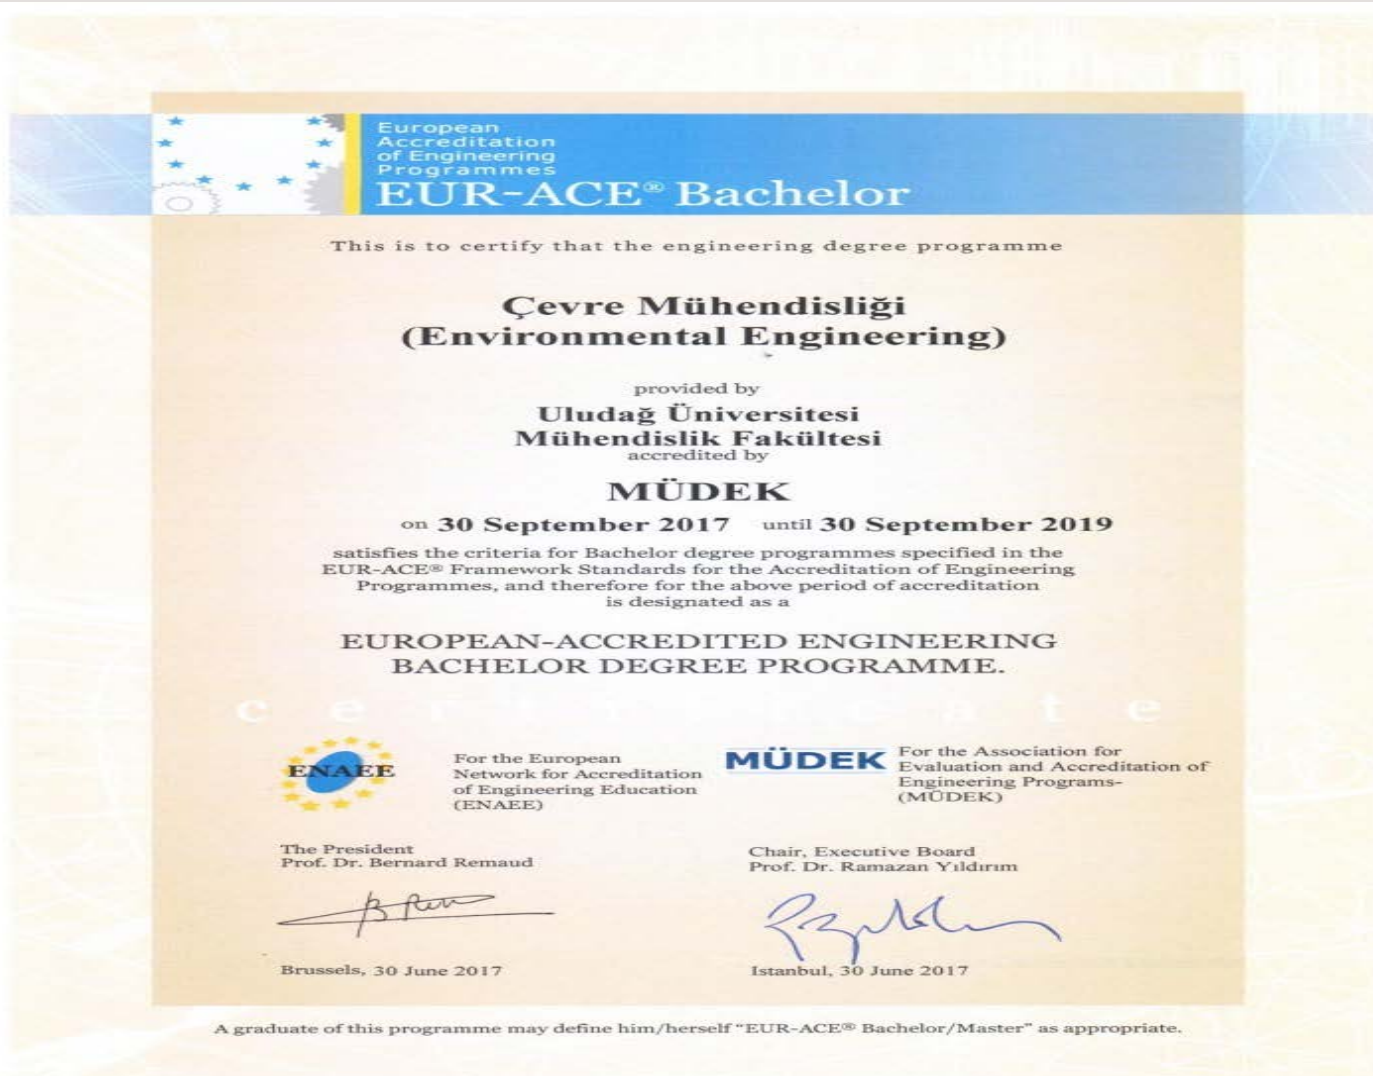 European
Accreditation
of Engineering
Programmes
EUR-ACE® Bachelor
This is to certify that the engineering degree programme
Çevre Mühendisliği
(Environmental Engineering)
provided by
Uludağ Üniversitesi
Mühendislik Fakültesi
accredited by
MÜDEK
on 30 September 2017 until 30 September 2019
satisfies the criteria for Bachelor degree programmes specified in the
EUR-ACE® Framework Standards for the Accreditation of Engineering
Programmes, and therefore for the above period of accreditation
is designated as a
EUROPEAN-ACCREDITED ENGINEERING
BACHELOR DEGREE PROGRAMME.
certificate
ENAEE
For the European
Network for Accreditation
of Engineering Education
(ENAEE)
MÜDEK
For the Association for
Evaluation and Accreditation of
Engineering Programs-
(MÜDEK)
The President
Prof. Dr. Bernard Remaud
Brussels, 30 June 2017
Chair, Executive Board
Prof. Dr. Ramazan Yıldırım
Istanbul, 30 June 2017
A graduate of this programme may define him/herself “EUR-ACE® Bachelor/Master” as appropriate.